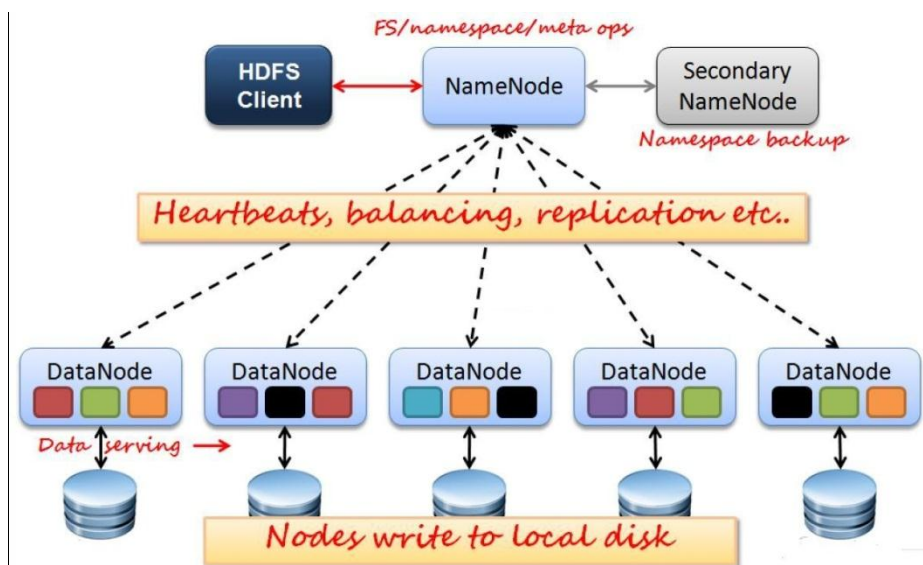 FS/namespace/meta ops
HDFS
Client
NameNode
Secondary
NameNode
Namespace backup
Heartbeats, balancing, replication etc..
DataNode
DataNode
DataNode
DataNode
DataNode
Data serving
Nodes write to local disk